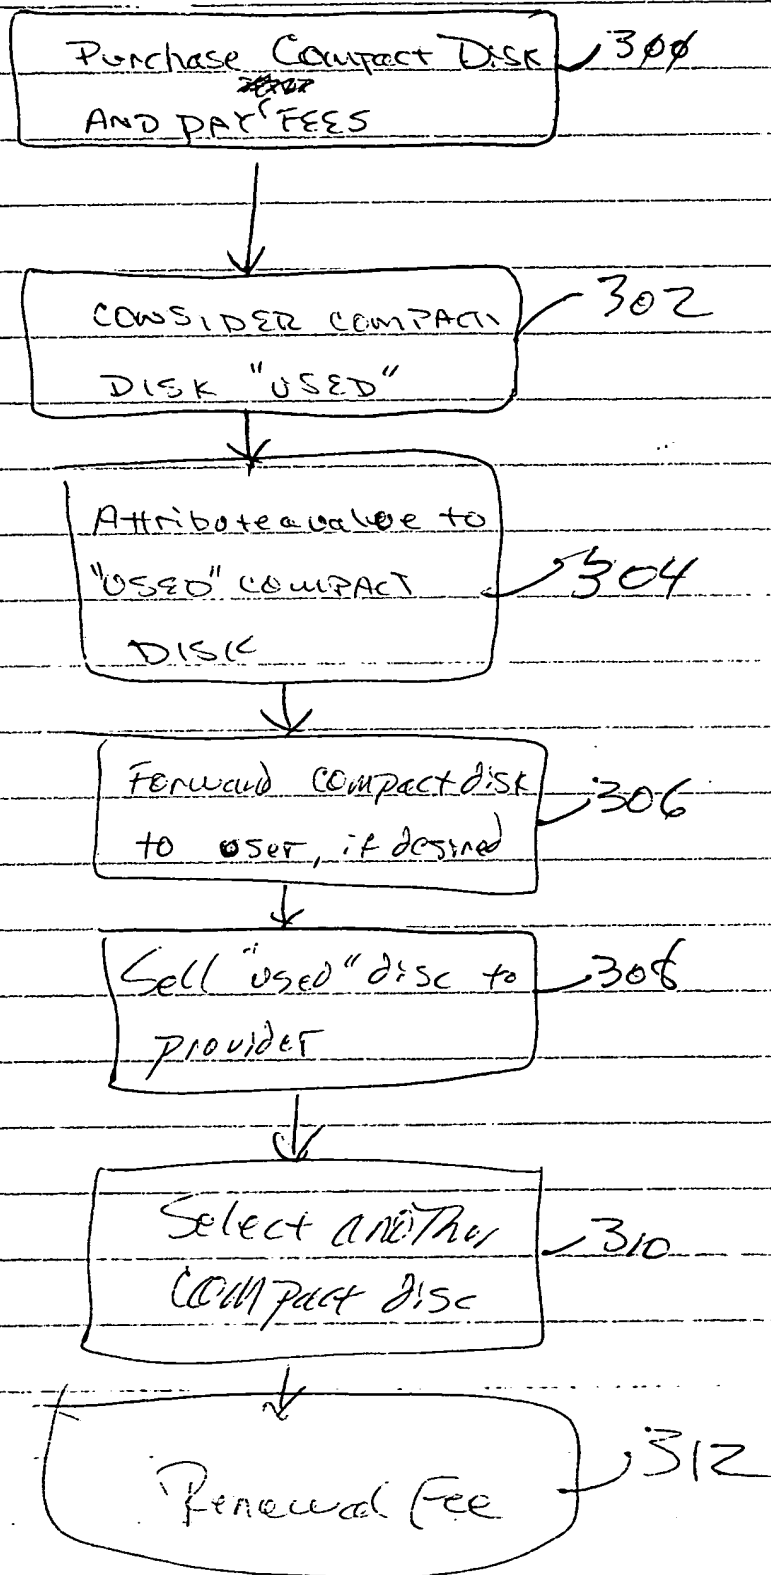 Purchase Compact Disk
AND PAY FEES
300
CONSIDER COMPACT
DISK "USED"
302
Attribute a value to
"USED" COMPACT
DISK
304
Forward compact disk
to user, if desired
306
Sell "used" disc to
provider
308
Select another
compact disc
310
Renewal Fee
312